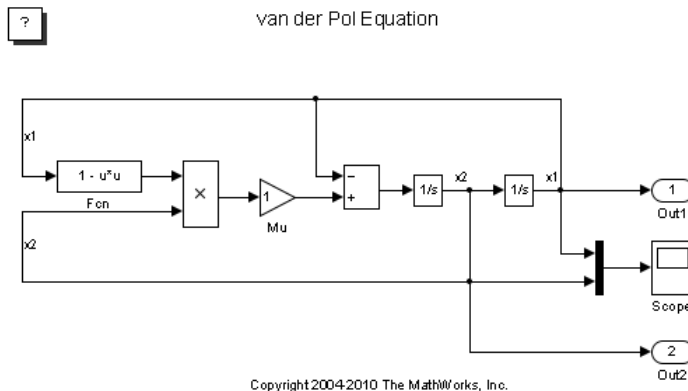 ?
van der Pol Equation
x1
1 - u*u
Fcn
×
1
Mu
−
+
1/s
x2
1/s
x1
1
Out1
x2
Scope
2
Out2
Copyright 2004-2010 The MathWorks, Inc.